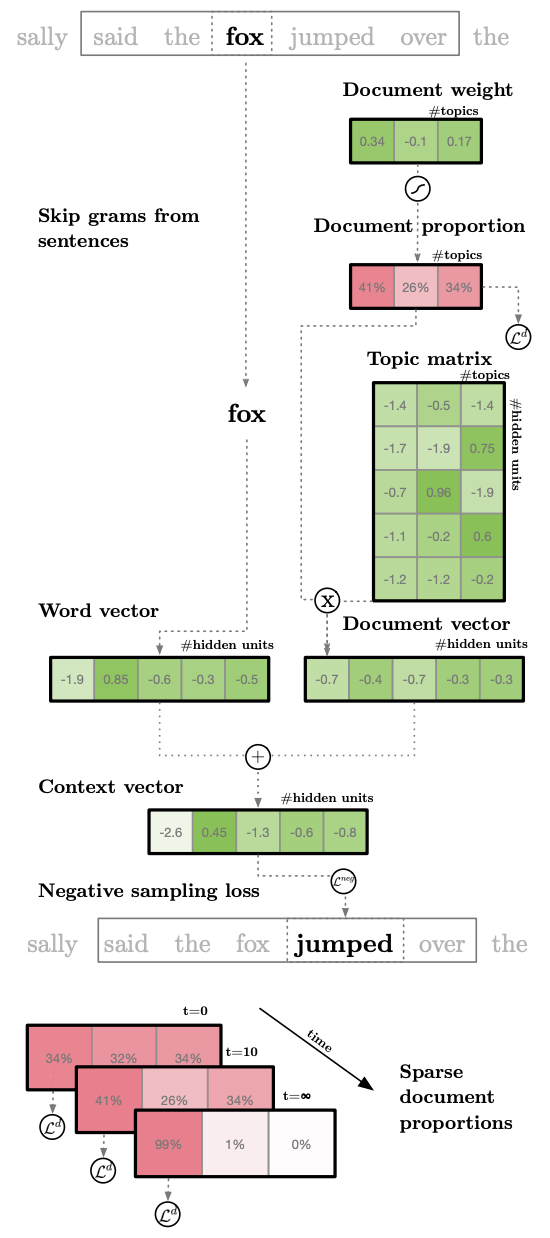 sally said the fox jumped over the
Document weight
#topics
0.34 -0.1 0.17
Skip grams from
sentences
Document proportion
#topics
41% 26% 34%
ℒᵈ
Topic matrix
#topics
#hidden units
-1.4 -0.5 -1.4
-1.7 -1.9 0.75
-0.7 0.96 -1.9
-1.1 -0.2 0.6
-1.2 -1.2 -0.2
fox
X
Word vector
#hidden units
-1.9 0.85 -0.6 -0.3 -0.5
Document vector
#hidden units
-0.7 -0.4 -0.7 -0.3 -0.3
+
Context vector
#hidden units
-2.6 0.45 -1.3 -0.6 -0.8
ℒⁿᵉᵍ
Negative sampling loss
sally said the fox jumped over the
t=0
34% 32% 34%
ℒᵈ
t=10
41% 26% 34%
ℒᵈ
t=∞
99% 1% 0%
ℒᵈ
time
Sparse
document
proportions